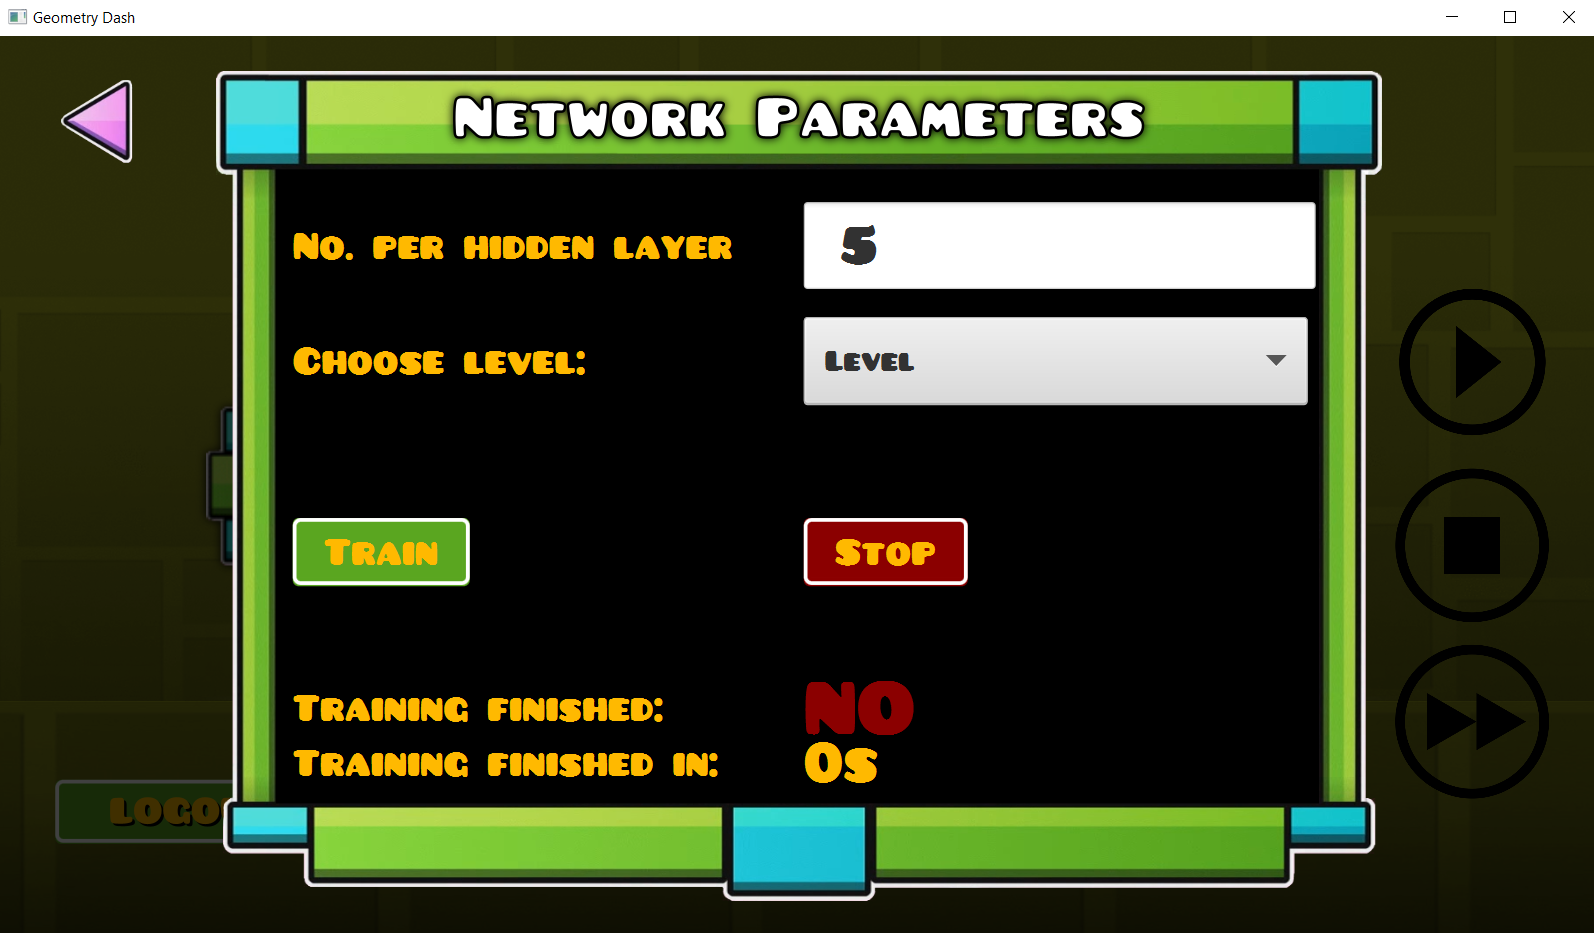 Geometry Dash
Network Parameters
No. per hidden layer
5
Choose level:
Level
Train
Stop
Training finished:
NO
Training finished in:
0s